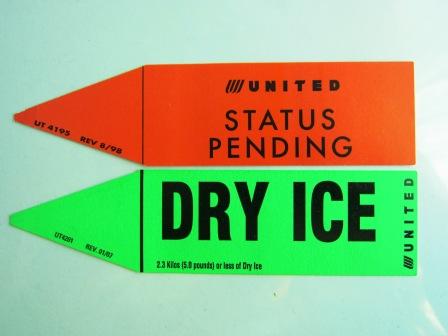 UNITED
STATUS
PENDING
UT 4195 REV 8/98
DRY ICE
UNITED
2.3 Kilos (5.0 pounds) or less of Dry Ice
UT4261 REV. 01/07